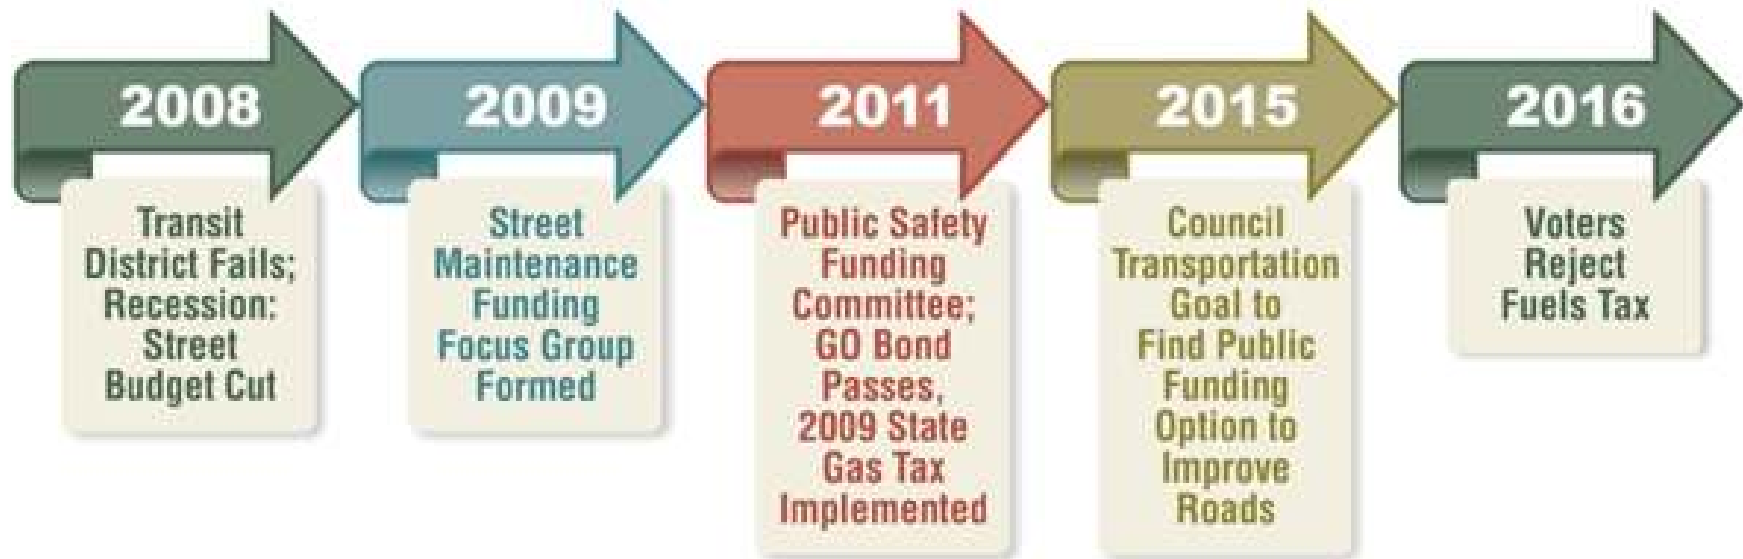 2008
Transit
District Fails;
Recession:
Street
Budget Cut
2009
Street
Maintenance
Funding
Focus Group
Formed
2011
Public Safety
Funding
Committee;
GO Bond
Passes,
2009 State
Gas Tax
Implemented
2015
Council
Transportation
Goal to
Find Public
Funding
Option to
Improve
Roads
2016
Voters
Reject
Fuels Tax